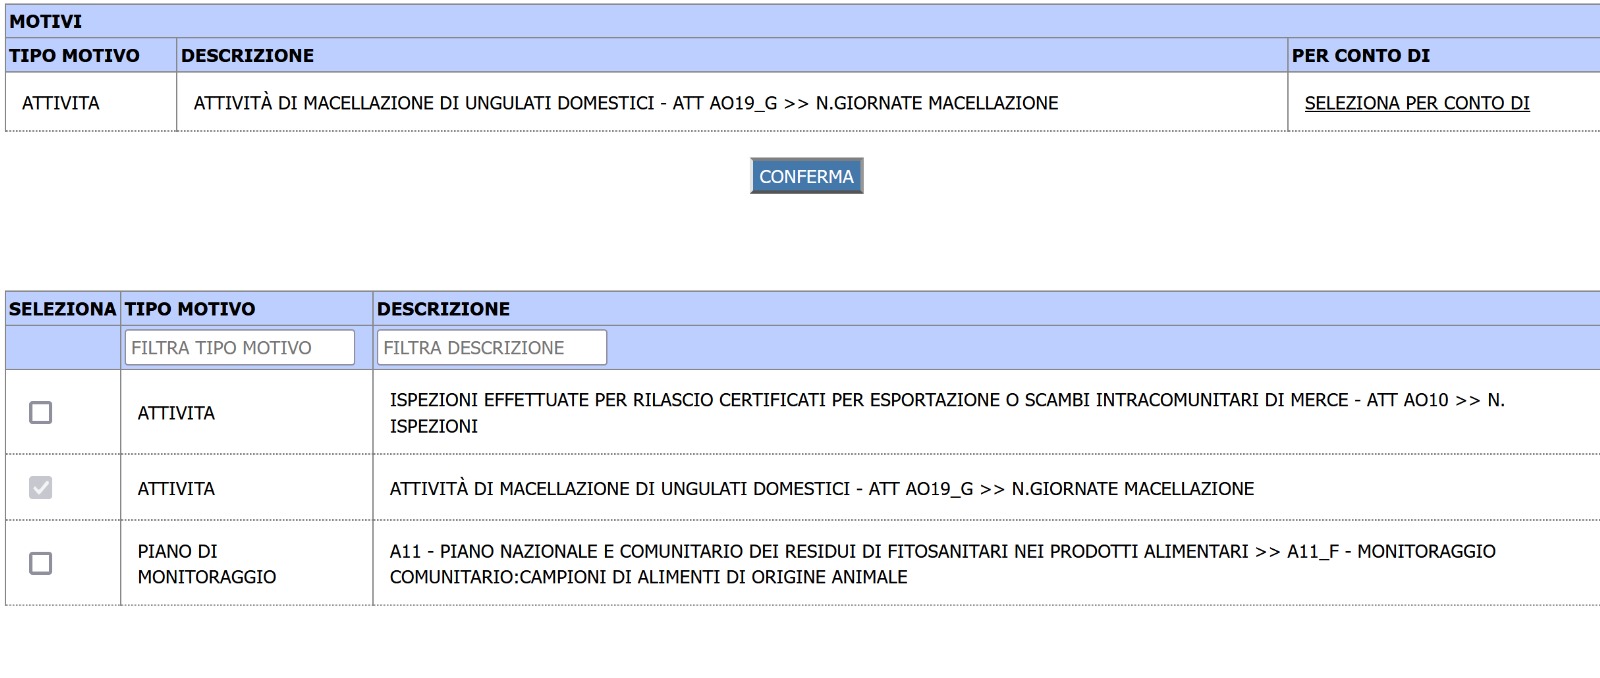 MOTIVI
TIPO MOTIVO DESCRIZIONE PER CONTO DI
ATTIVITA ATTIVITÀ DI MACELLAZIONE DI UNGULATI DOMESTICI - ATT AO19_G >> N.GIORNATE MACELLAZIONE SELEZIONA PER CONTO DI
CONFERMA
SELEZIONA TIPO MOTIVO DESCRIZIONE
FILTRA TIPO MOTIVO FILTRA DESCRIZIONE
ATTIVITA
ISPEZIONI EFFETTUATE PER RILASCIO CERTIFICATI PER ESPORTAZIONE O SCAMBI INTRACOMUNITARI DI MERCE - ATT AO10 >> N.
ISPEZIONI
ATTIVITA ATTIVITÀ DI MACELLAZIONE DI UNGULATI DOMESTICI - ATT AO19_G >> N.GIORNATE MACELLAZIONE
PIANO DI
MONITORAGGIO
A11 - PIANO NAZIONALE E COMUNITARIO DEI RESIDUI DI FITOSANITARI NEI PRODOTTI ALIMENTARI >> A11_F - MONITORAGGIO
COMUNITARIO:CAMPIONI DI ALIMENTI DI ORIGINE ANIMALE